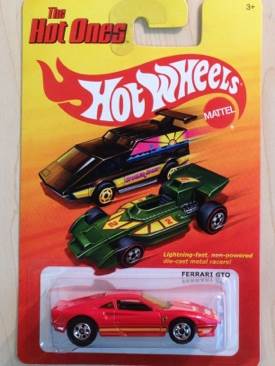 The
Hot Ones
3+
Hot Wheels
MATTEL
Lightning-fast, non-powered
die-cast metal racers!
FERRARI GTO